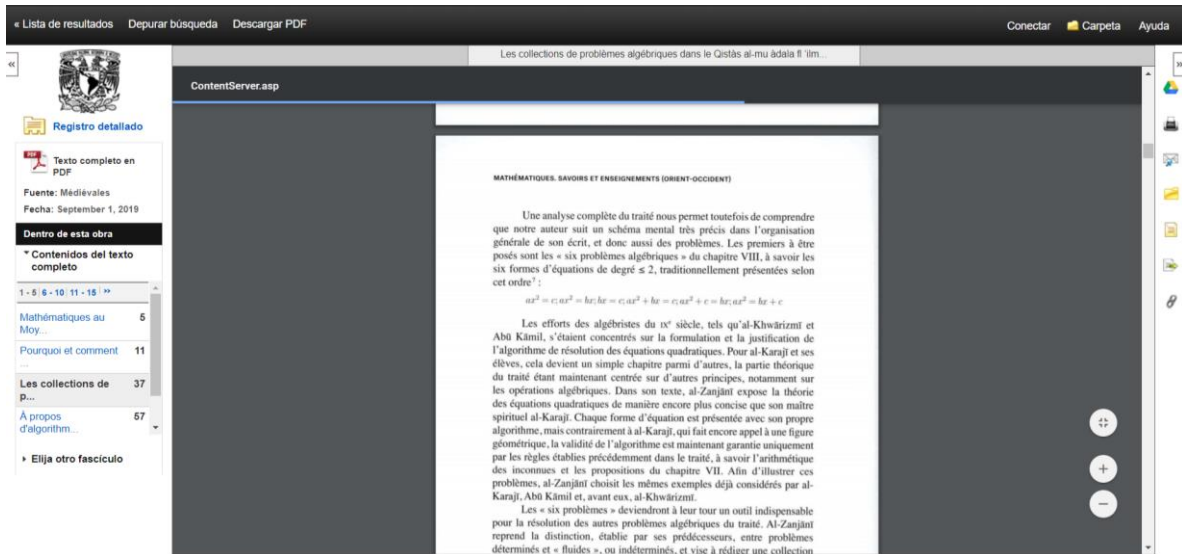 « Lista de resultados Depurar búsqueda Descargar PDF
Conectar Carpeta Ayuda
«
»
Registro detallado
PDF
Texto completo en
PDF
Fuente: Médiévales
Fecha: September 1, 2019
Dentro de esta obra
Contenidos del texto
completo
1 - 5 6 - 10 11 - 15 »
Mathématiques au 5
Moy...
Pourquoi et comment 11
...
Les collections de 37
p...
À propos 57
d'algorithm...
Elija otro fascículo
Les collections de problèmes algébriques dans le Qistàs al-mu àdala fî 'ilm...
ContentServer.asp
MATHÉMATIQUES. SAVOIRS ET ENSEIGNEMENTS (ORIENT-OCCIDENT)
Une analyse complète du traité nous permet toutefois de comprendre
que notre auteur suit un schéma mental très précis dans l'organisation
générale de son écrit, et donc aussi des problèmes. Les premiers à être
posés sont les « six problèmes algébriques » du chapitre VIII, à savoir les
six formes d'équations de degré ≤ 2, traditionnellement présentées selon
cet ordre⁷ :
ax² = c; ax² = bx; bx = c; ax² + bx = c; ax² + c = bx; ax² = bx + c
Les efforts des algébristes du IXᵉ siècle, tels qu'al-Khwārizmī et
Abū Kāmil, s'étaient concentrés sur la formulation et la justification de
l'algorithme de résolution des équations quadratiques. Pour al-Karajī et ses
élèves, cela devient un simple chapitre parmi d'autres, la partie théorique
du traité étant maintenant centrée sur d'autres principes, notamment sur
les opérations algébriques. Dans son texte, al-Zanjānī expose la théorie
des équations quadratiques de manière encore plus concise que son maître
spirituel al-Karajī. Chaque forme d'équation est présentée avec son propre
algorithme, mais contrairement à al-Karajī, qui fait encore appel à une figure
géométrique, la validité de l'algorithme est maintenant garantie uniquement
par les règles établies précédemment dans le traité, à savoir l'arithmétique
des inconnues et les propositions du chapitre VII. Afin d'illustrer ces
problèmes, al-Zanjānī choisit les mêmes exemples déjà considérés par al-
Karajī, Abū Kāmil et, avant eux, al-Khwārizmī.
Les « six problèmes » deviendront à leur tour un outil indispensable
pour la résolution des autres problèmes algébriques du traité. Al-Zanjānī
reprend la distinction, établie par ses prédécesseurs, entre problèmes
déterminés et « fluides », ou indéterminés, et vise à rédiger une collection